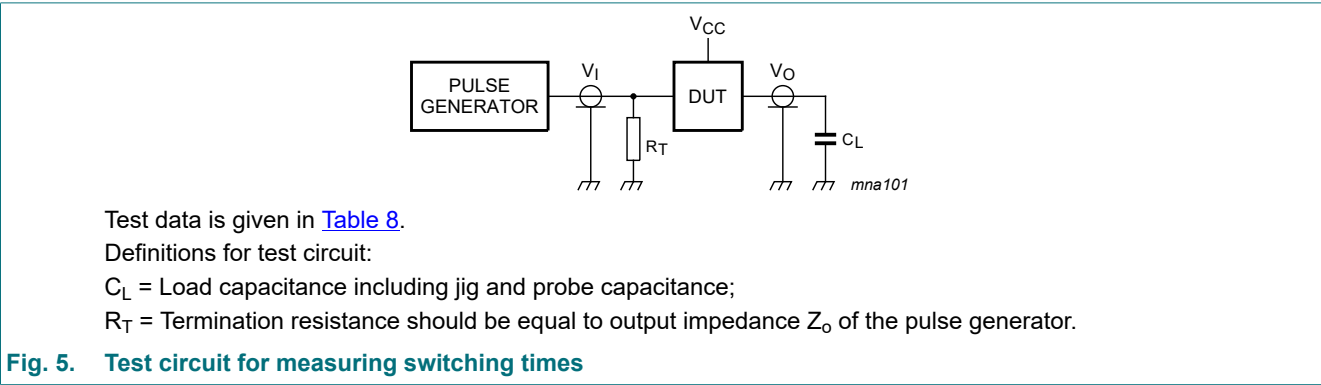 VCC
PULSE
GENERATOR
VI
DUT
VO
RT
CL
mna101
Test data is given in Table 8.
Definitions for test circuit:
CL = Load capacitance including jig and probe capacitance;
RT = Termination resistance should be equal to output impedance Zo of the pulse generator.
Fig. 5. Test circuit for measuring switching times